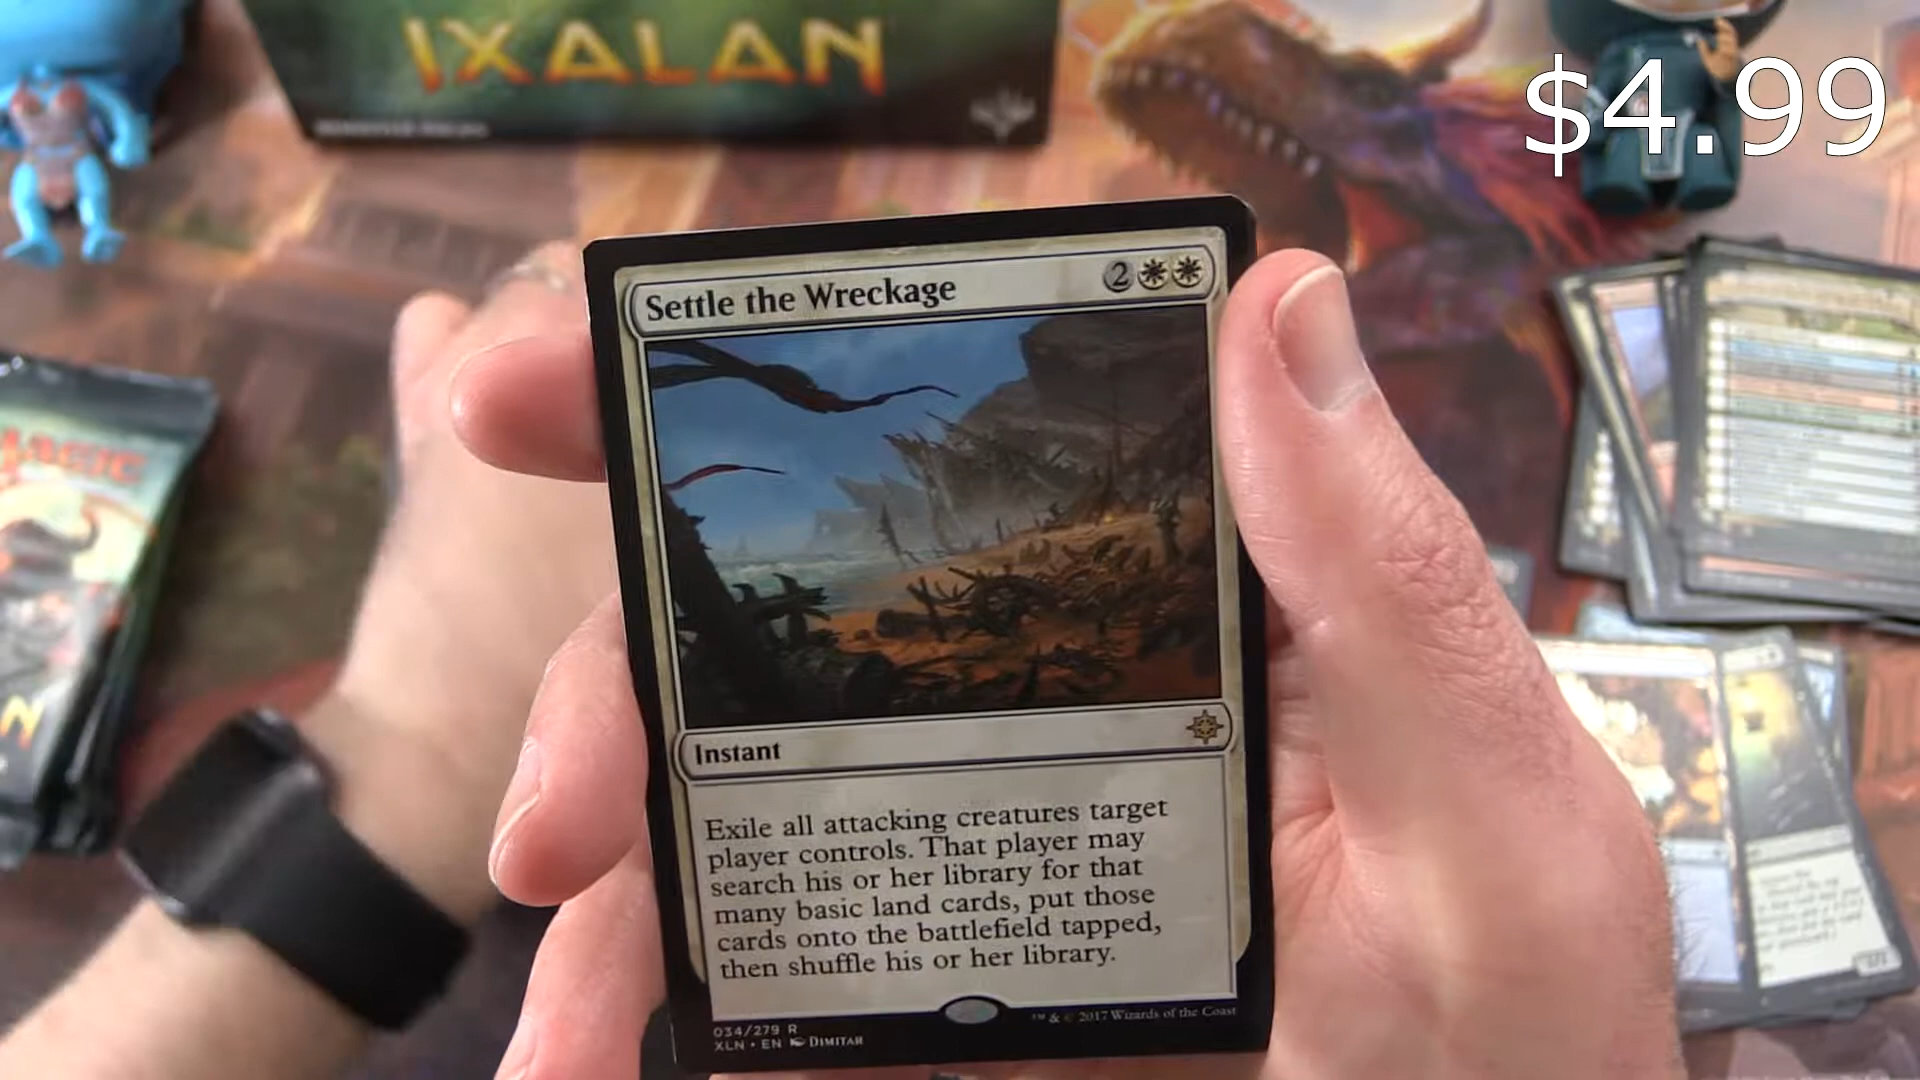 IXALAN
$4.99
Settle the Wreckage
2
MAGIC
Instant
Exile all attacking creatures target
player controls. That player may
search his or her library for that
many basic land cards, put those
cards onto the battlefield tapped,
then shuffle his or her library.
034/279 R
XLN • EN DIMITAR
™ & © 2017 Wizards of the Coast